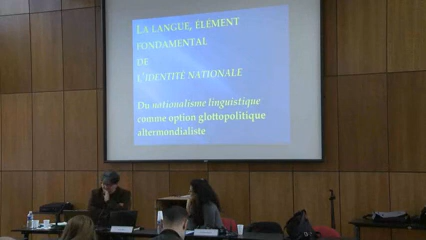 LA LANGUE, ÉLÉMENT
FONDAMENTAL
DE
L'IDENTITÉ NATIONALE
Du nationalisme linguistique
comme option glottopolitique
altermondialiste